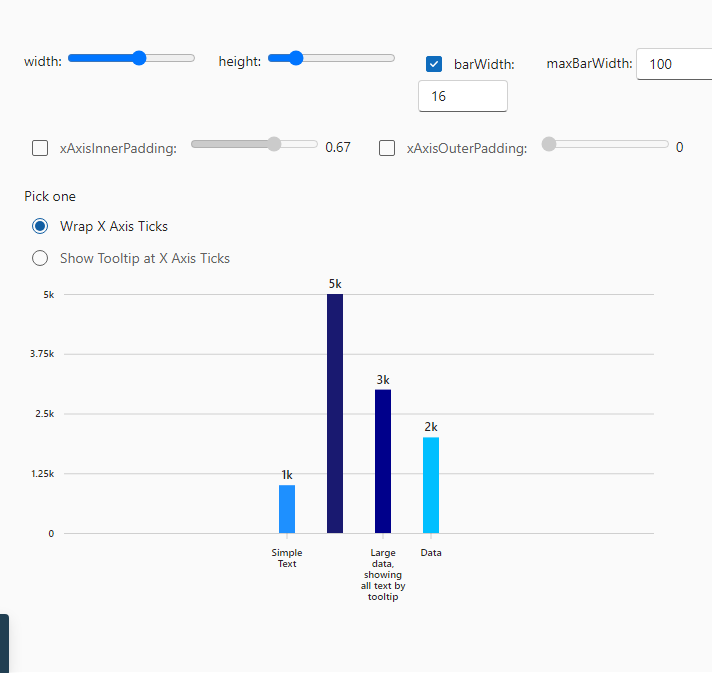 width: height: barWidth: maxBarWidth: 100
16
xAxisInnerPadding: 0.67 xAxisOuterPadding: 0
Pick one
Wrap X Axis Ticks
Show Tooltip at X Axis Ticks
5k
5k
3.75k
3k
2.5k
2k
1.25k
1k
0
Simple
Text
Large
data,
showing
all text by
tooltip
Data